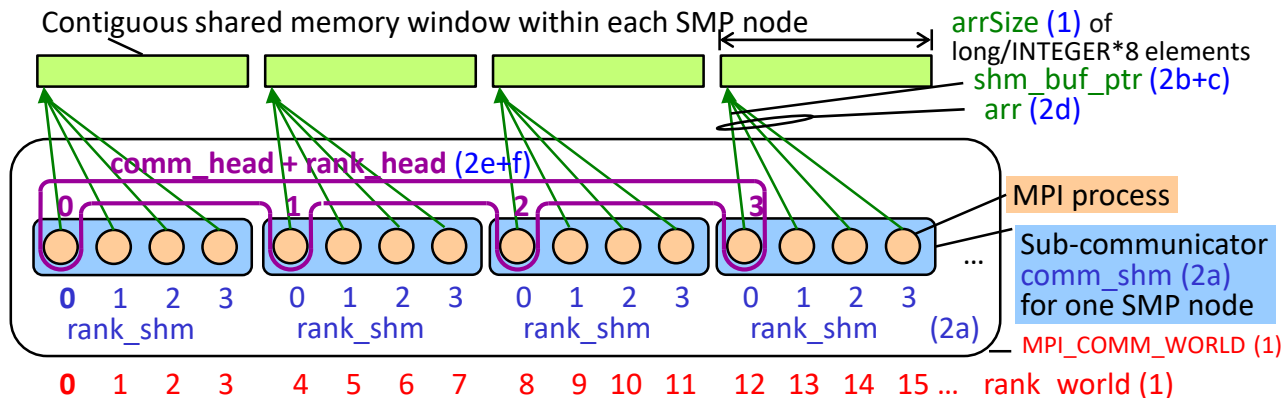 Contiguous shared memory window within each SMP node
arrSize (1) of
long/INTEGER*8 elements
shm_buf_ptr (2b+c)
arr (2d)
comm_head + rank_head (2e+f)
0 1 2 3
MPI process
Sub-communicator
comm_shm (2a)
for one SMP node
...
0 1 2 3 0 1 2 3 0 1 2 3 0 1 2 3
rank_shm rank_shm rank_shm rank_shm (2a)
MPI_COMM_WORLD (1)
0 1 2 3 4 5 6 7 8 9 10 11 12 13 14 15 ... rank world (1)